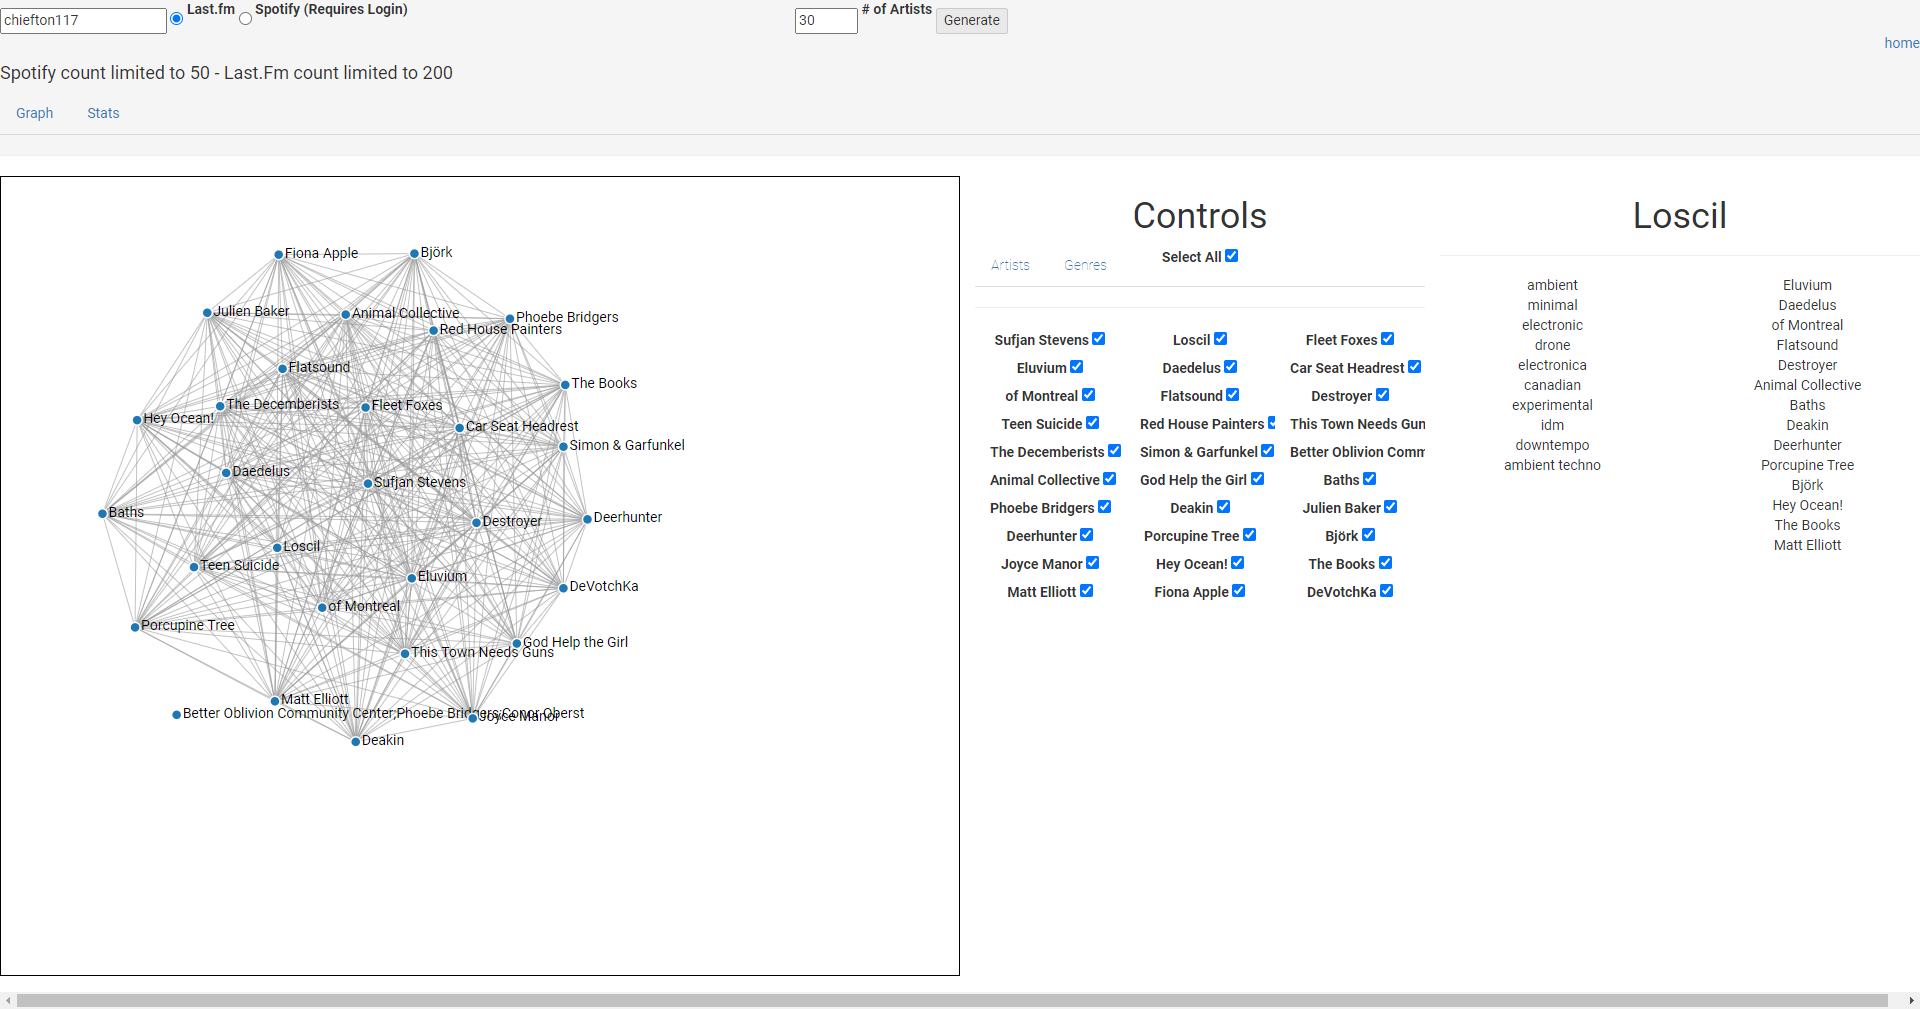 chiefton117 Last.fm Spotify (Requires Login) 30 # of Artists Generate
home
Spotify count limited to 50 - Last.Fm count limited to 200
Graph Stats
Fiona Apple
Björk
Julien Baker
Animal Collective
Phoebe Bridgers
Red House Painters
Flatsound
The Books
The Decemberists
Fleet Foxes
Hey Ocean!
Car Seat Headrest
Simon & Garfunkel
Daedelus
Sufjan Stevens
Baths
Destroyer
Deerhunter
Loscil
Teen Suicide
Eluvium
DeVotchKa
of Montreal
Porcupine Tree
God Help the Girl
This Town Needs Guns
Matt Elliott
Better Oblivion Community Center;Phoebe Bridgers;Conor Oberst
Joyce Manor
Deakin
Controls
Artists Genres Select All
Sufjan Stevens Loscil Fleet Foxes
Eluvium Daedelus Car Seat Headrest
of Montreal Flatsound Destroyer
Teen Suicide Red House Painters This Town Needs Gun
The Decemberists Simon & Garfunkel Better Oblivion Comm
Animal Collective God Help the Girl Baths
Phoebe Bridgers Deakin Julien Baker
Deerhunter Porcupine Tree Björk
Joyce Manor Hey Ocean! The Books
Matt Elliott Fiona Apple DeVotchKa
Loscil
ambient Eluvium
minimal Daedelus
electronic of Montreal
drone Flatsound
electronica Destroyer
canadian Animal Collective
experimental Baths
idm Deakin
downtempo Deerhunter
ambient techno Porcupine Tree
Björk
Hey Ocean!
The Books
Matt Elliott